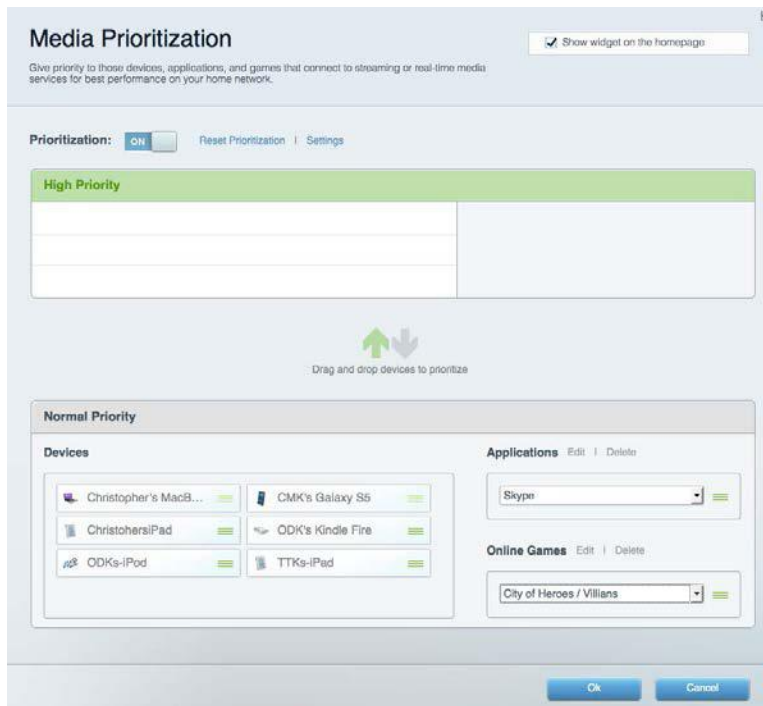 Media Prioritization
Show widget on the homepage
Give priority to those devices, applications, and games that connect to streaming or real-time media
services for best performance on your home network.
Prioritization: ON Reset Prioritization | Settings
High Priority
Drag and drop devices to prioritize
Normal Priority
Devices
Christopher's MacB...
CMK's Galaxy S5
ChristohersiPad
ODK's Kindle Fire
ODKs-iPod
TTKs-iPad
Applications Edit | Delete
Skype
Online Games Edit | Delete
City of Heroes / Villians
Ok
Cancel